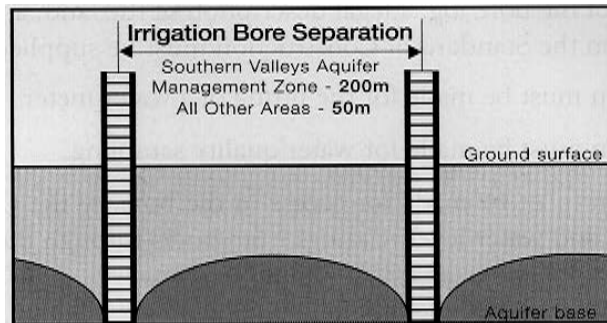 Irrigation Bore Separation
Southern Valleys Aquifer
Management Zone - 200m
All Other Areas - 50m
Ground surface
Aquifer base